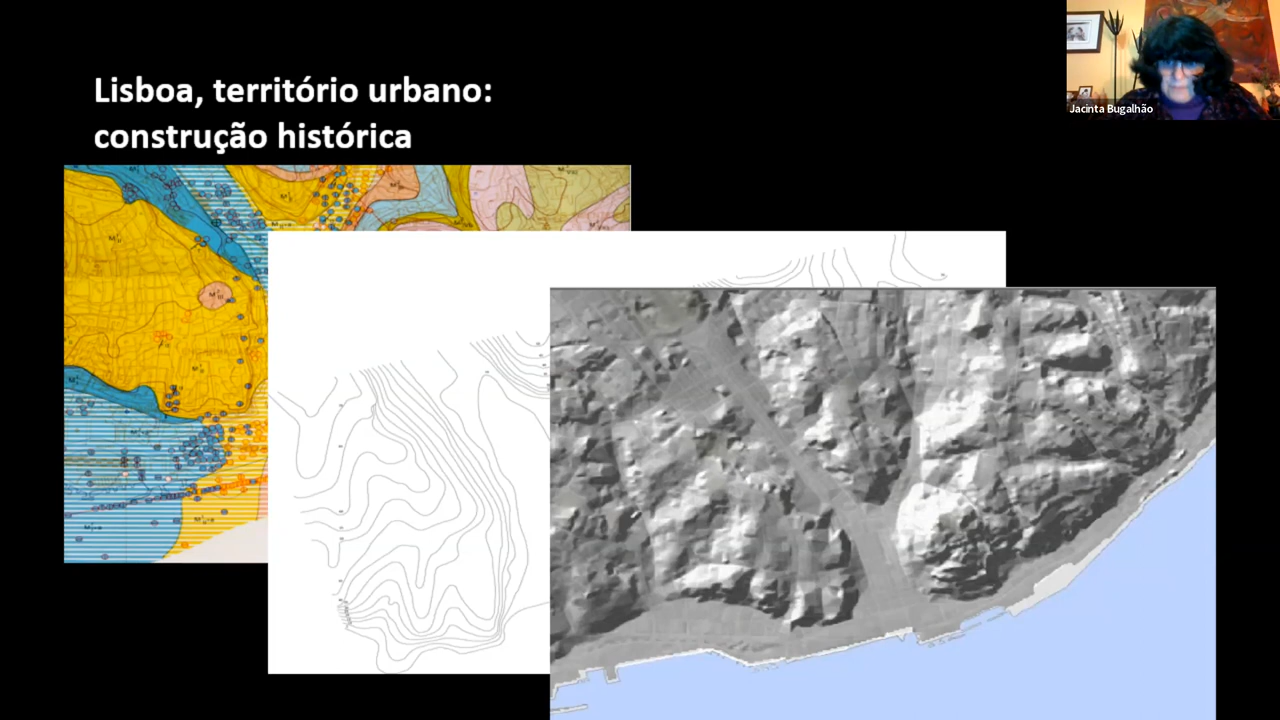 Lisboa, território urbano:
construção histórica
Jacinta Bugalhão